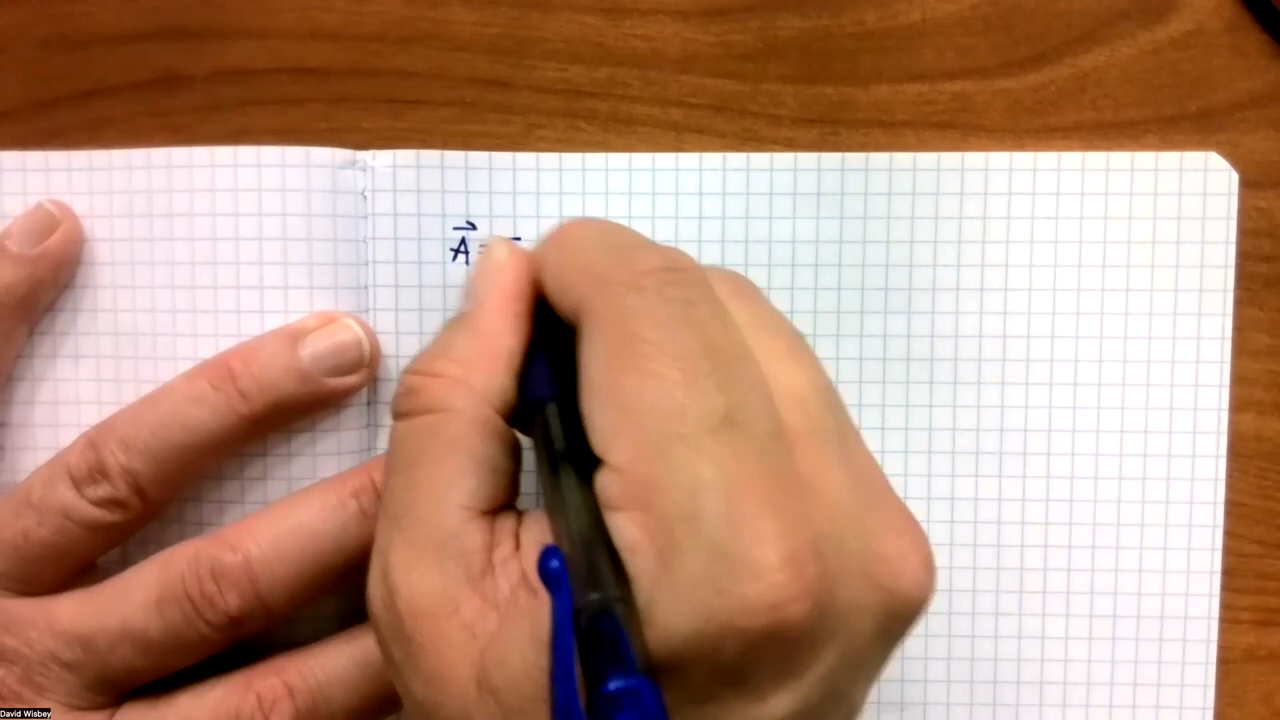 A⃗ =
David Wisbey